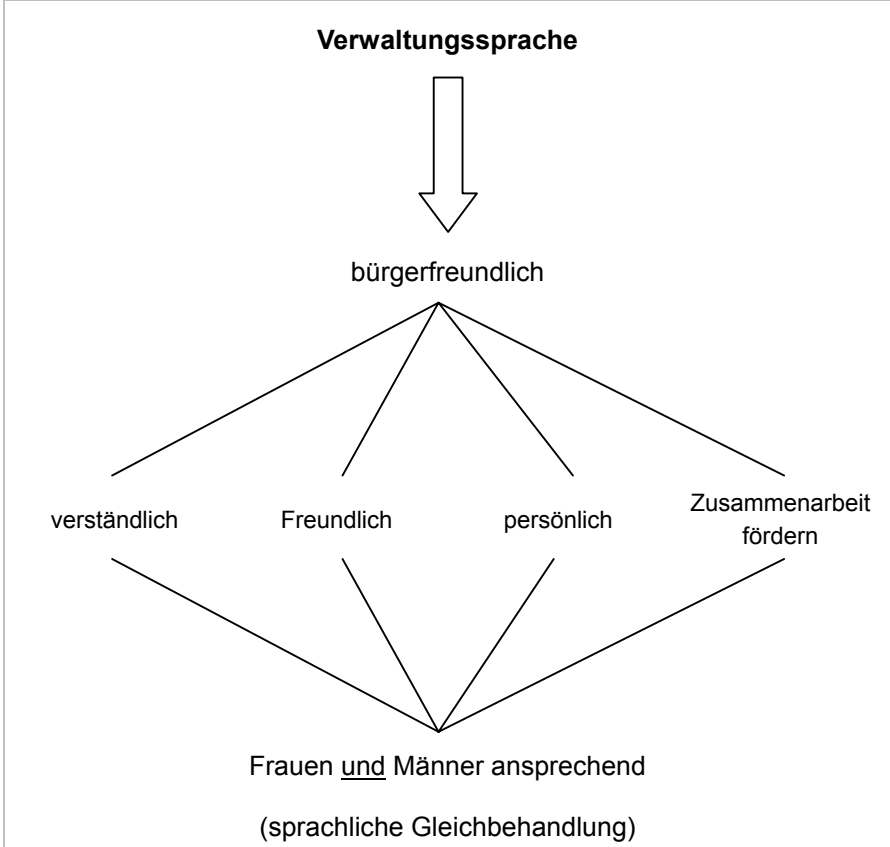 Verwaltungssprache
bürgerfreundlich
verständlich
Freundlich
persönlich
Zusammenarbeit
fördern
Frauen und Männer ansprechend
(sprachliche Gleichbehandlung)